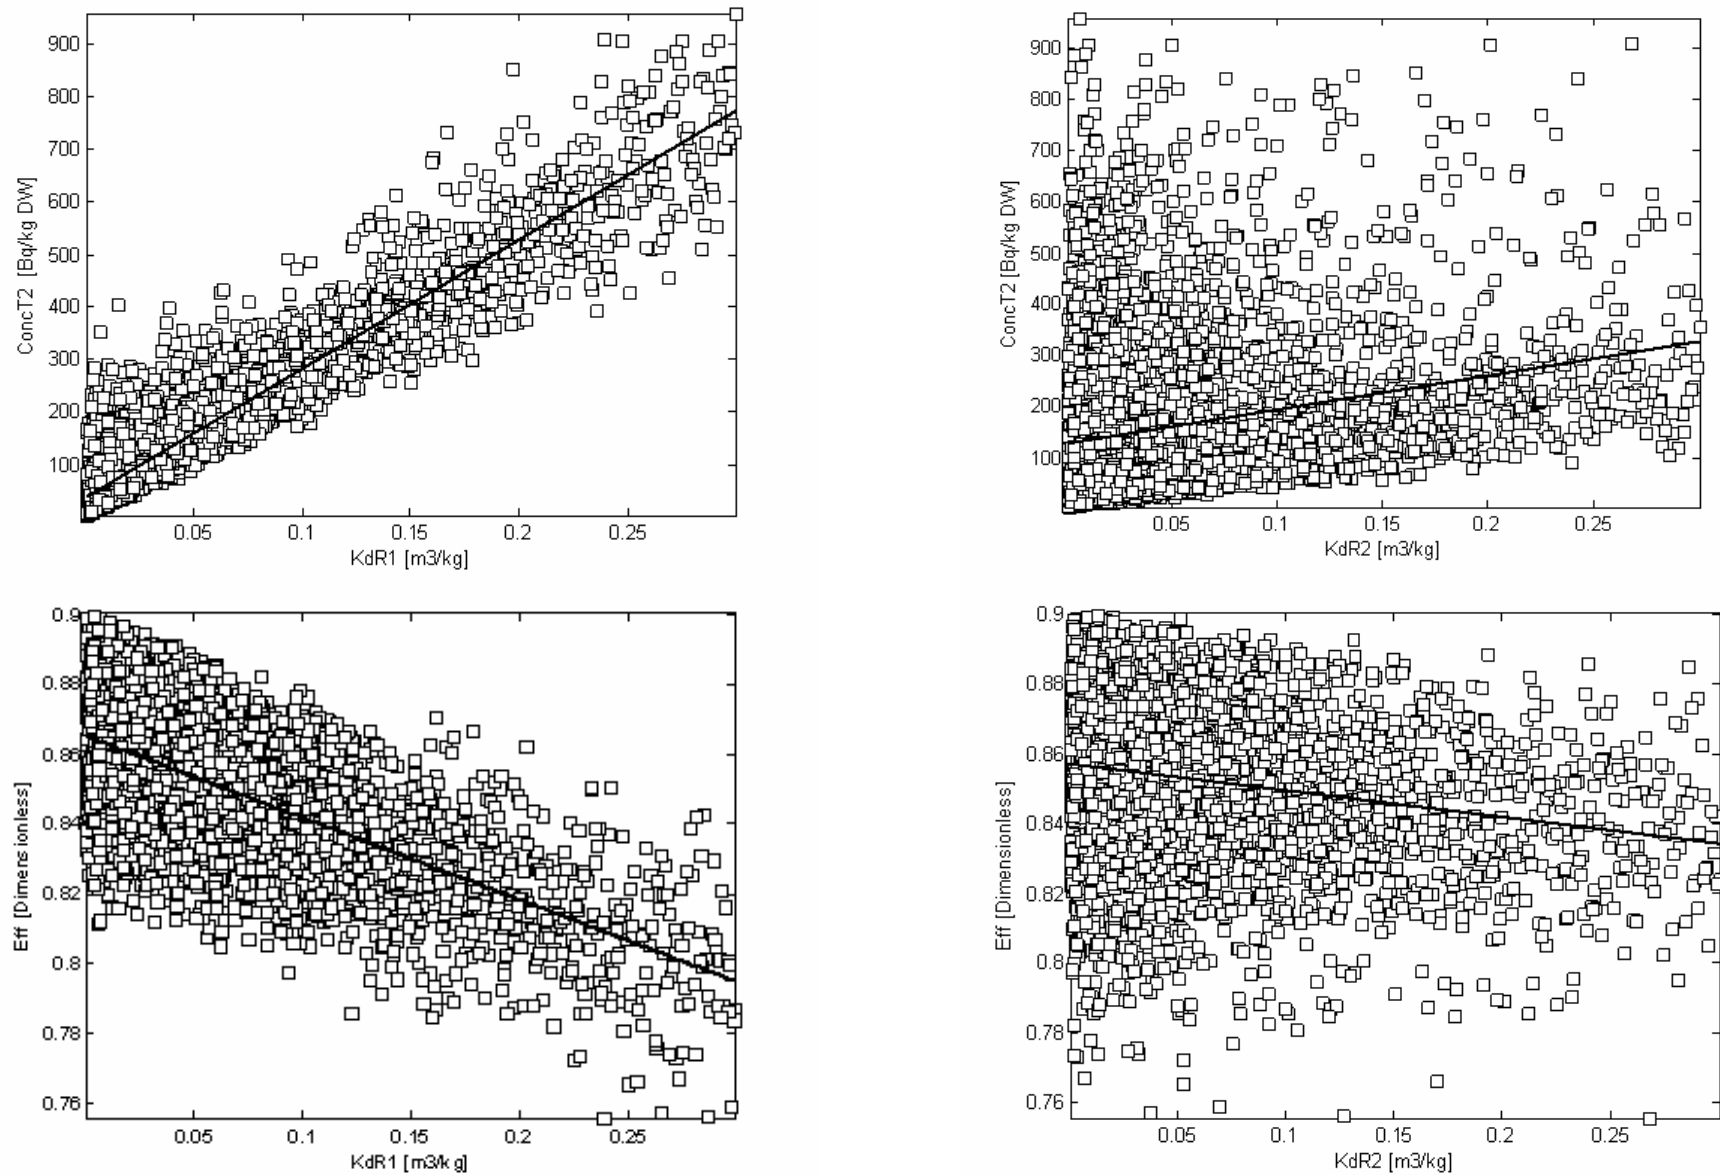 900
800
700
600
500
400
300
200
100
ConcT2 [Bq/kg DW]
0.05 0.1 0.15 0.2 0.25
KdR1 [m3/kg]
900
800
700
600
500
400
300
200
100
ConcT2 [Bq/kg DW]
0.05 0.1 0.15 0.2 0.25
KdR2 [m3/kg]
0.9
0.88
0.86
0.84
0.82
0.8
0.78
0.76
Eff [Dimensionless]
0.05 0.1 0.15 0.2 0.25
KdR1 [m3/kg]
0.9
0.88
0.86
0.84
0.82
0.8
0.78
0.76
Eff [Dimensionless]
0.05 0.1 0.15 0.2 0.25
KdR2 [m3/kg]